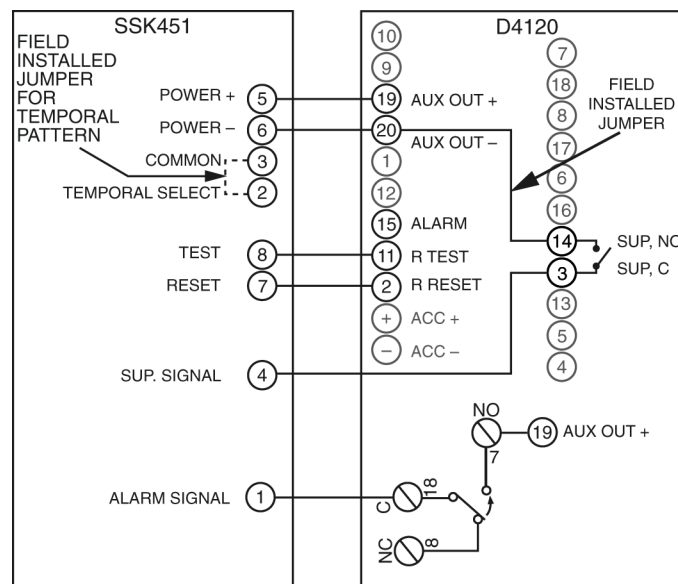 SSK451
D4120
FIELD
INSTALLED
JUMPER
FOR
TEMPORAL
PATTERN
POWER +
5
POWER –
6
COMMON
3
TEMPORAL SELECT
2
TEST
8
RESET
7
SUP. SIGNAL
4
ALARM SIGNAL
1
10
9
19 AUX OUT +
20 AUX OUT –
1
12
15 ALARM
11 R TEST
2 R RESET
+ ACC +
– ACC –
7
18
8
17
6
16
14 SUP, NO
3 SUP, C
13
5
4
FIELD
INSTALLED
JUMPER
NO
7
19 AUX OUT +
C
18
NC
8